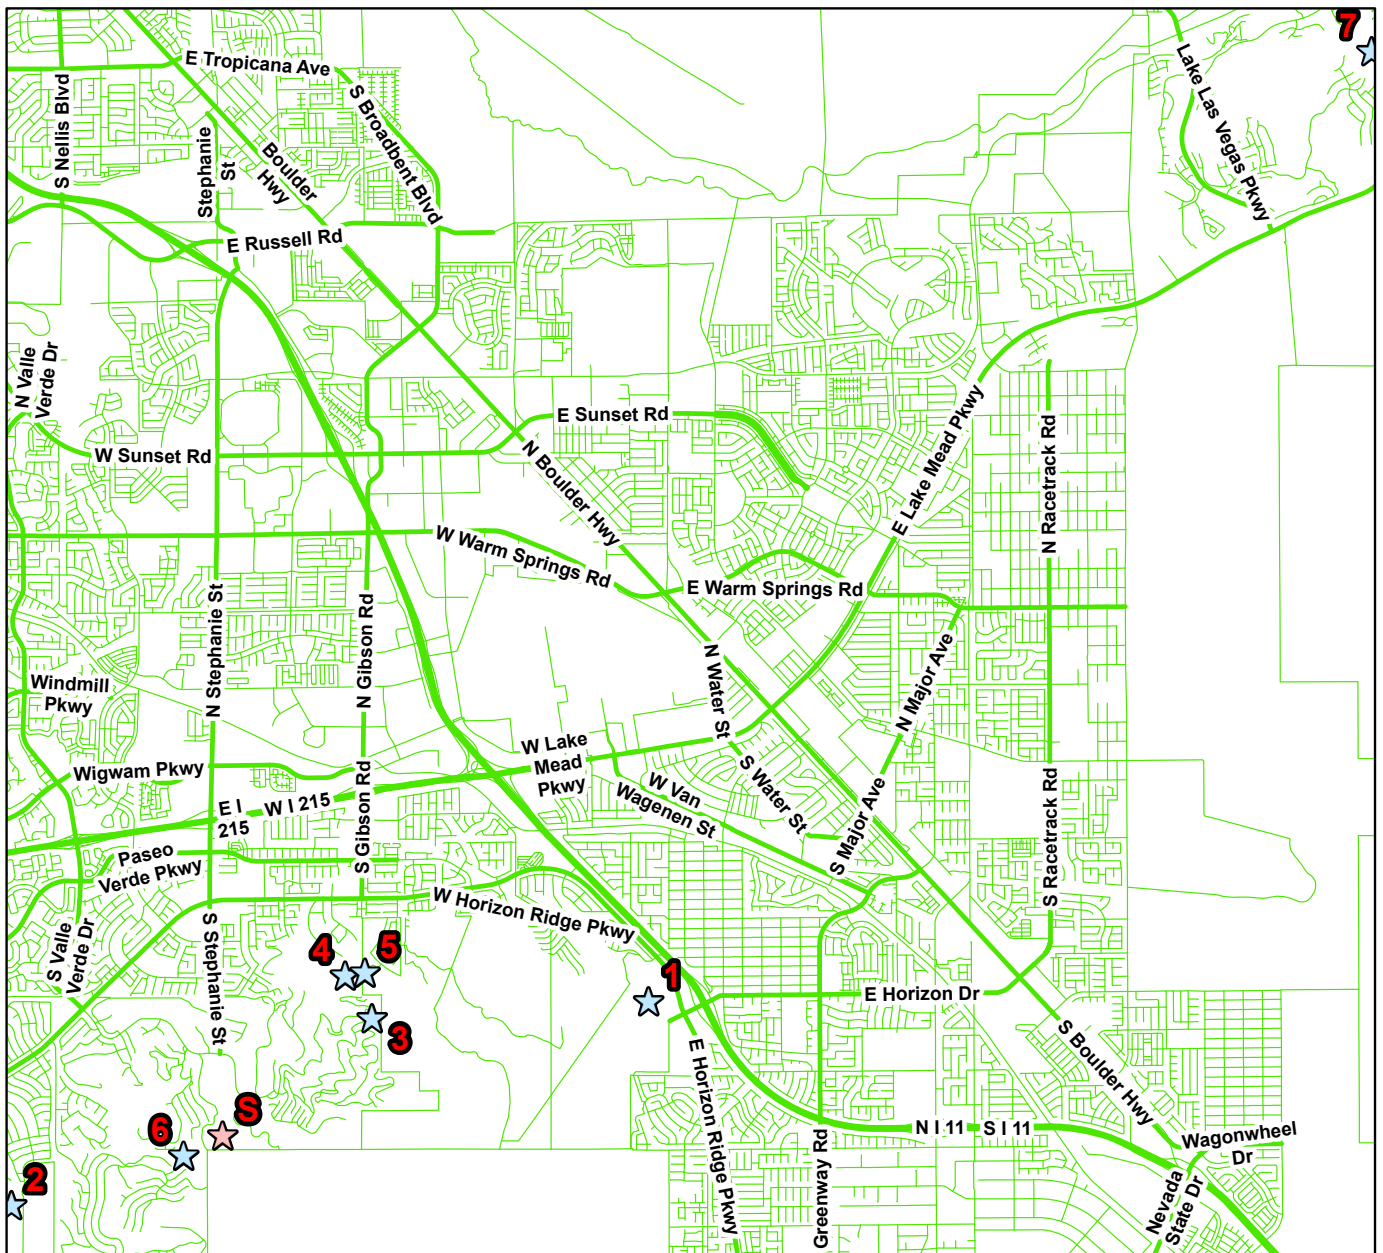 7
E Tropicana Ave
S Nellis Blvd
S Broadbent Blvd
Lake Las Vegas Pkwy
Stephanie
St
Boulder
Hwy
E Russell Rd
N Valle
Verde Dr
W Sunset Rd
E Sunset Rd
N Boulder Hwy
E Lake Mead Pkwy
N Racetrack Rd
W Warm Springs Rd
E Warm Springs Rd
N Stephanie St
N Gibson Rd
N Water St
N Major Ave
Windmill
Pkwy
Wigwam Pkwy
W Lake
Mead
Pkwy
E I
215
W I 215
S Gibson Rd
W Van
Wagenen St
S Water St
S Major Ave
S Racetrack Rd
Paseo
Verde Pkwy
W Horizon Ridge Pkwy
S Valle
Verde Dr
S Stephanie St
4
5
1
3
E Horizon Dr
E Horizon Ridge Pkwy
S Boulder Hwy
S
6
2
N I 11
S I 11
Greenway Rd
Wagonwheel
Dr
Nevada
State Dr